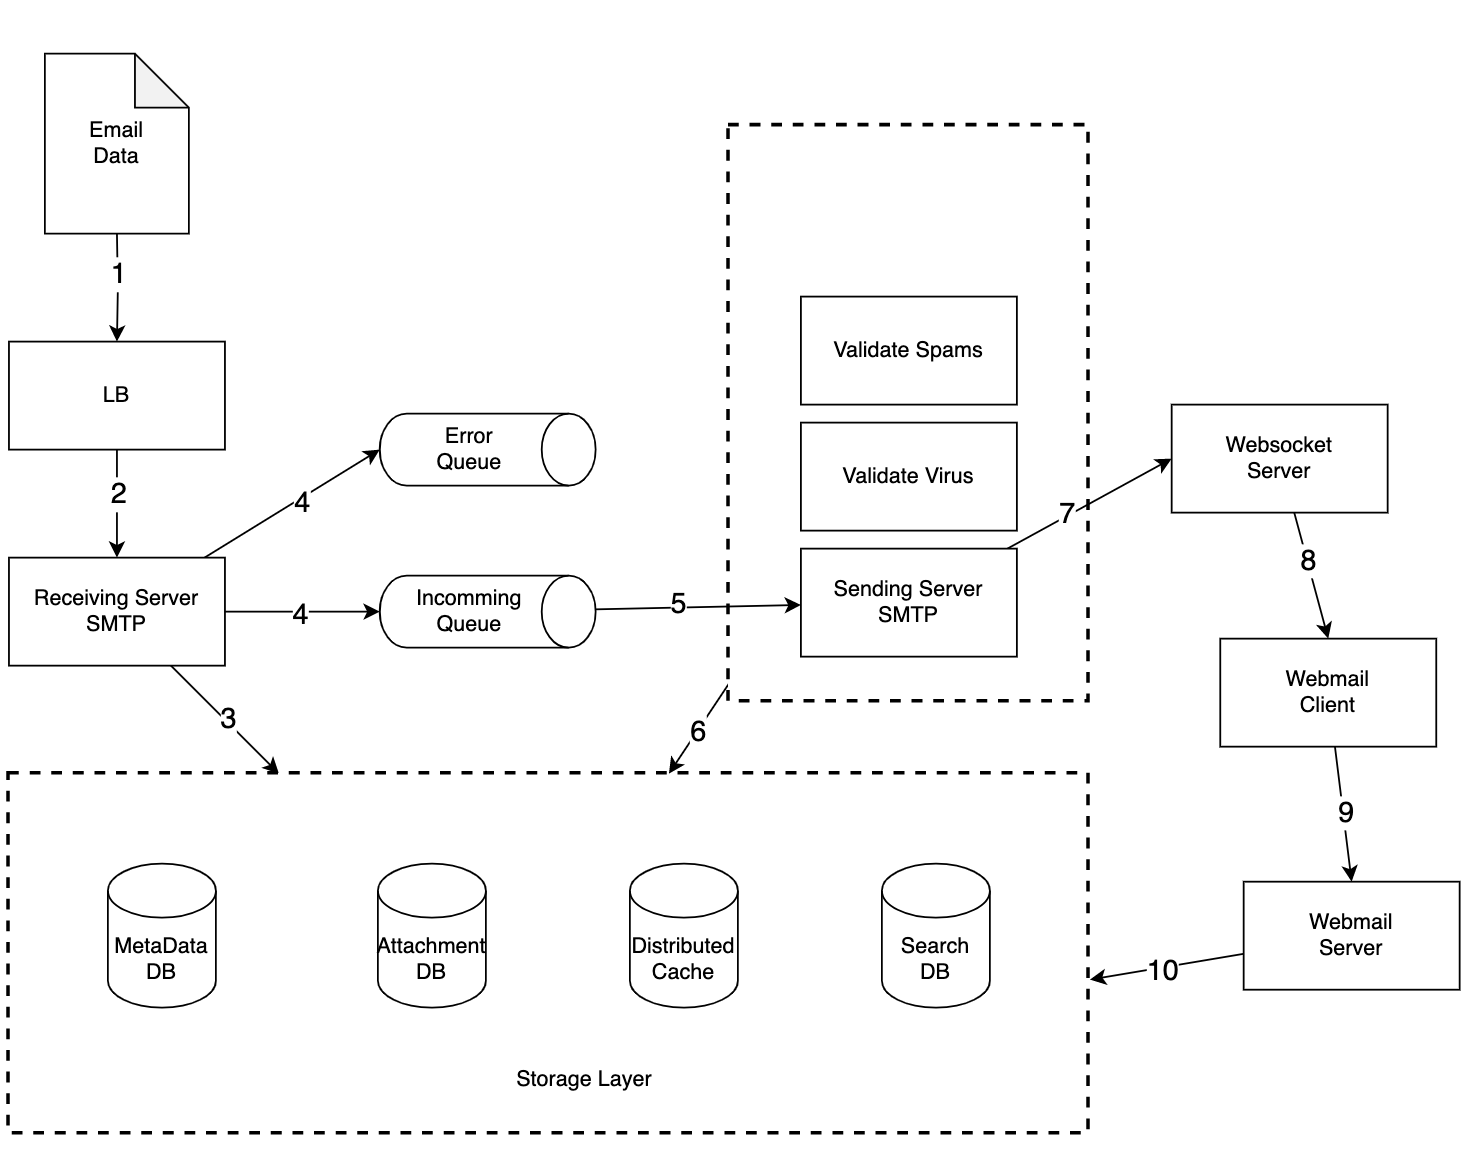 Email
Data
1
LB
2
Receiving Server
SMTP
3
4
4
Error
Queue
Incomming
Queue
5
Validate Spams
Validate Virus
Sending Server
SMTP
6
7
Websocket
Server
8
Webmail
Client
9
Webmail
Server
10
MetaData
DB
Attachment
DB
Distributed
Cache
Search
DB
Storage Layer